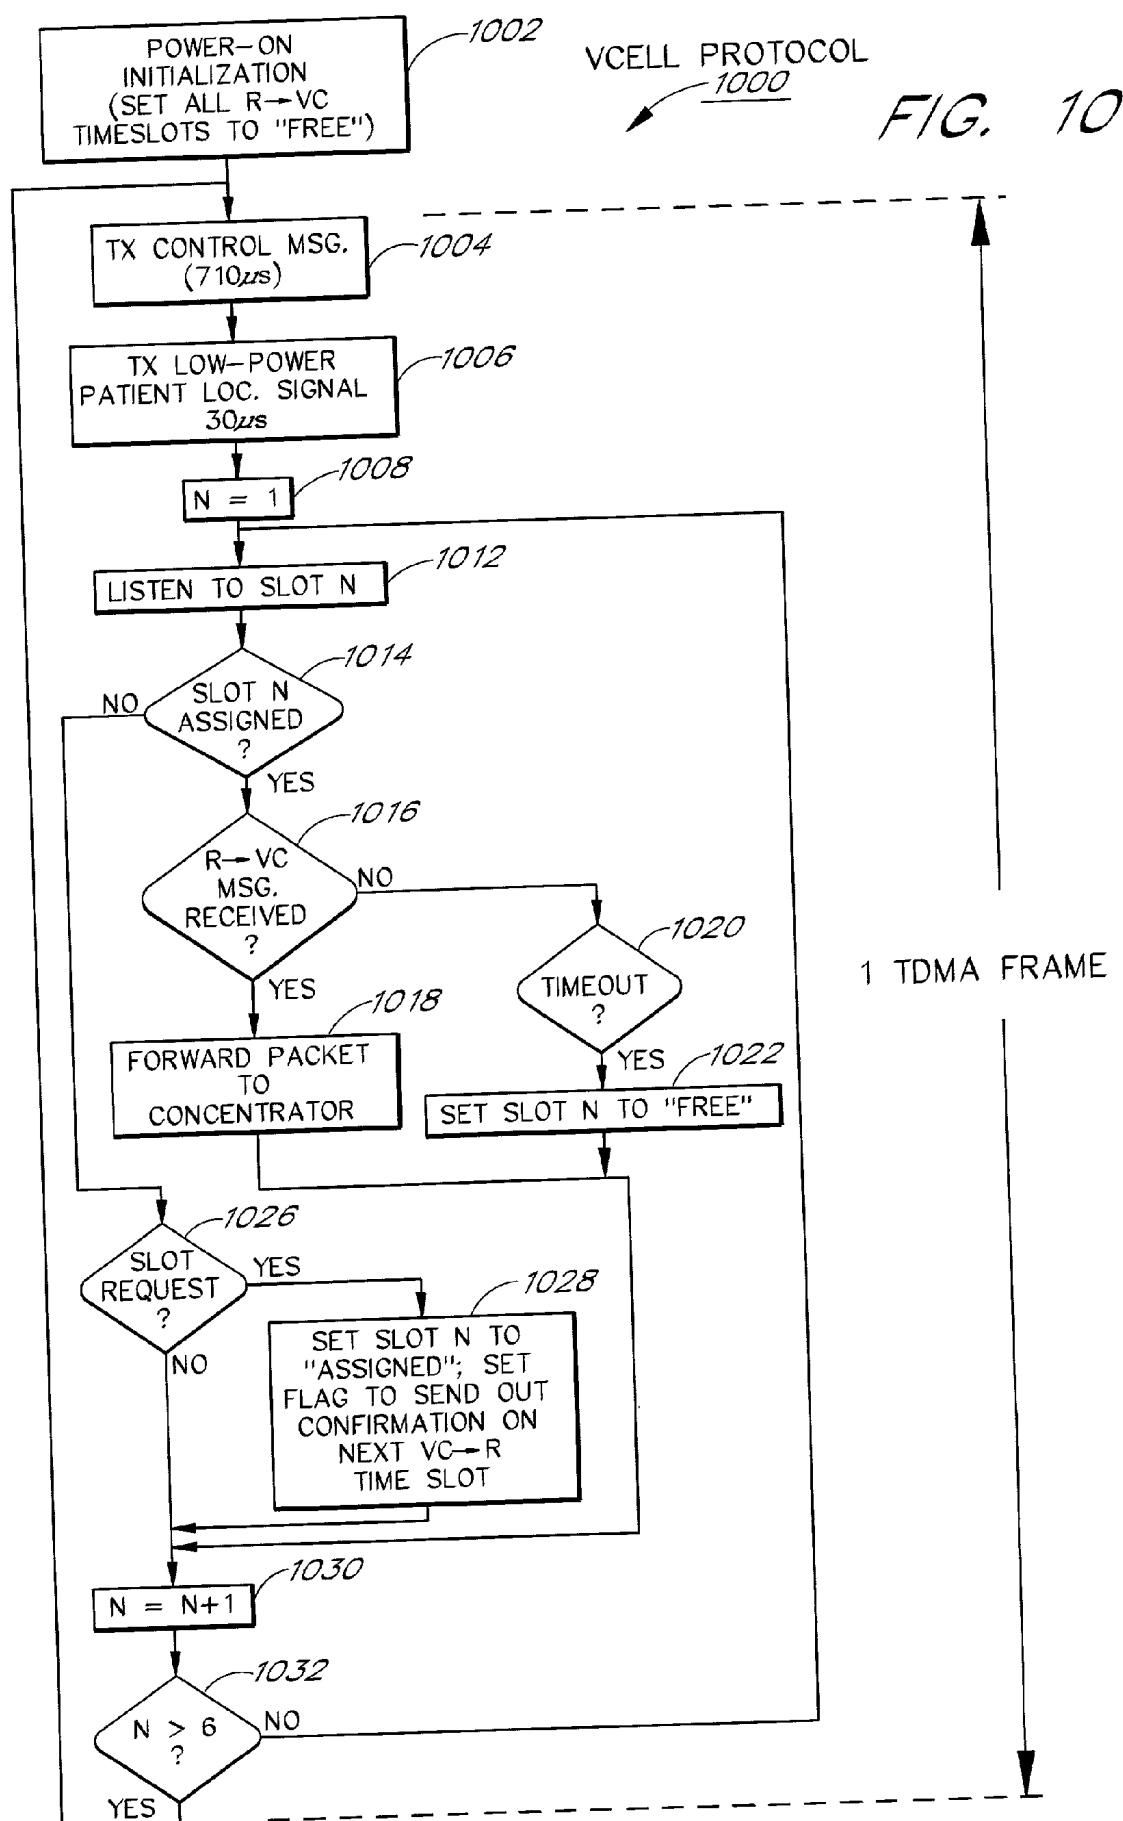 POWER-ON
INITIALIZATION
(SET ALL R→VC
TIMESLOTS TO "FREE")
1002
VCELL PROTOCOL
1000
FIG. 10
TX CONTROL MSG.
(710µs)
1004
TX LOW-POWER
PATIENT LOC. SIGNAL
30µs
1006
N = 1
1008
LISTEN TO SLOT N
1012
SLOT N
ASSIGNED
?
1014
NO
YES
R→VC
MSG.
RECEIVED
?
1016
NO
YES
TIMEOUT
?
1020
YES
1 TDMA FRAME
FORWARD PACKET
TO
CONCENTRATOR
1018
SET SLOT N TO "FREE"
1022
SLOT
REQUEST
?
1026
YES
NO
SET SLOT N TO
"ASSIGNED"; SET
FLAG TO SEND OUT
CONFIRMATION ON
NEXT VC→R
TIME SLOT
1028
N = N+1
1030
N > 6
?
1032
NO
YES